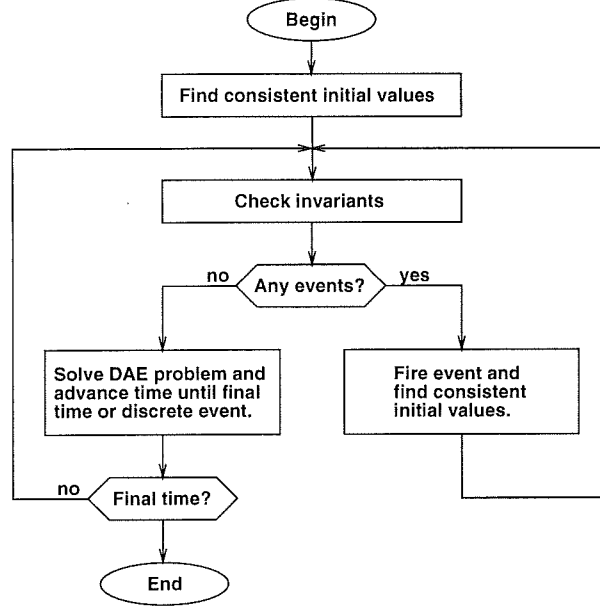 Begin
Find consistent initial values
Check invariants
no
Any events?
yes
Solve DAE problem and
advance time until final
time or discrete event.
Fire event and
find consistent
initial values.
no
Final time?
End